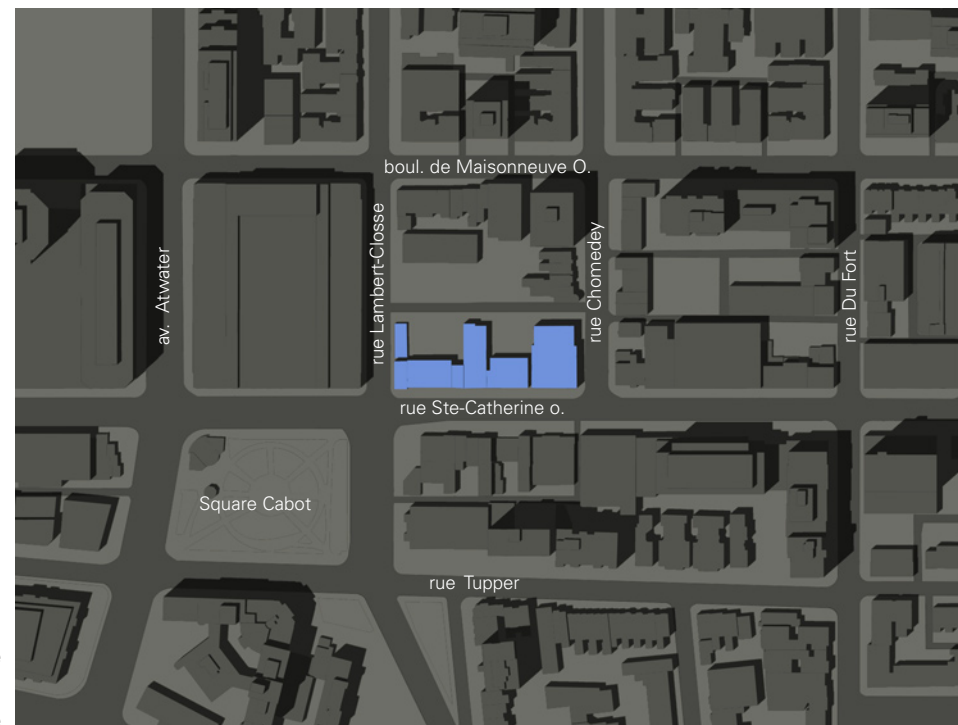 boul. de Maisonneuve O.
av. Atwater
rue Lambert-Closse
rue Chomedey
rue Du Fort
rue Ste-Catherine o.
Square Cabot
rue Tupper